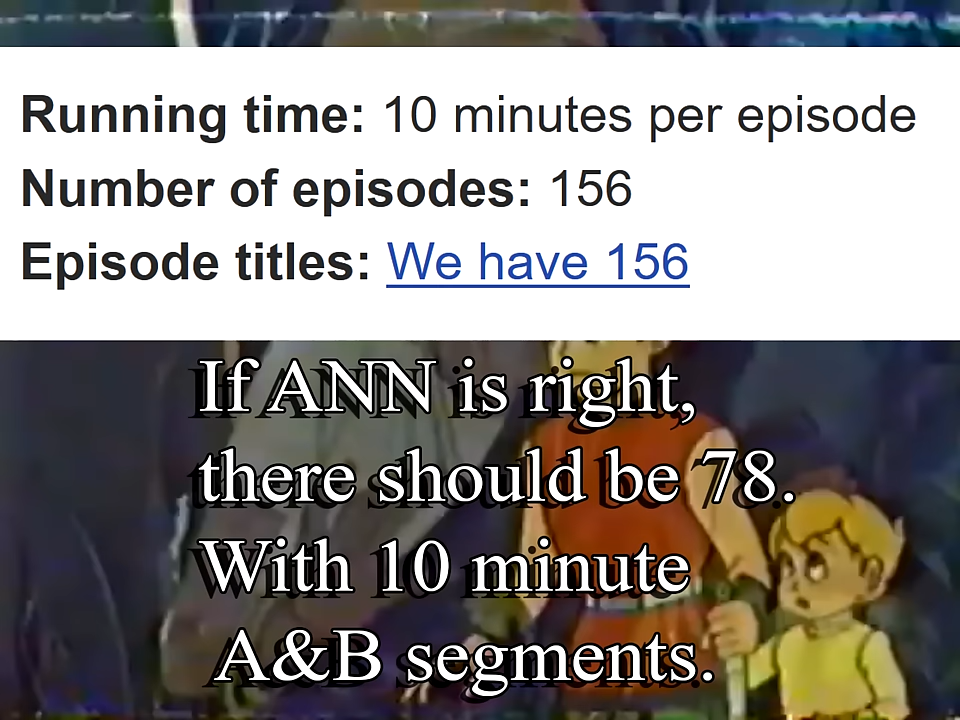 Running time: 10 minutes per episode
Number of episodes: 156
Episode titles: We have 156
If ANN is right,
there should be 78.
With 10 minute
A&B segments.